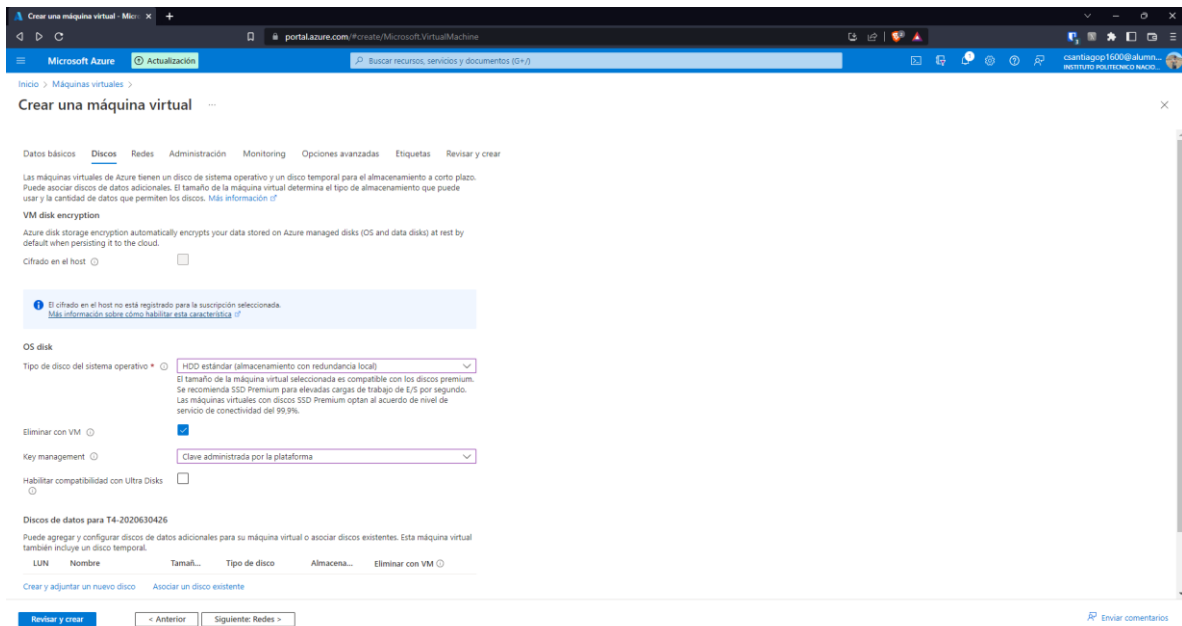 Crear una máquina virtual - Micr
portal.azure.com/#create/Microsoft.VirtualMachine
Microsoft Azure
Actualización
Buscar recursos, servicios y documentos (G+/)
csantiagop1600@alumn...
INSTITUTO POLITECNICO NACIO...
Inicio > Máquinas virtuales >
Crear una máquina virtual ...
Datos básicos Discos Redes Administración Monitoring Opciones avanzadas Etiquetas Revisar y crear
Las máquinas virtuales de Azure tienen un disco de sistema operativo y un disco temporal para el almacenamiento a corto plazo.
Puede asociar discos de datos adicionales. El tamaño de la máquina virtual determina el tipo de almacenamiento que puede
usar y la cantidad de datos que permiten los discos. Más información
VM disk encryption
Azure disk storage encryption automatically encrypts your data stored on Azure managed disks (OS and data disks) at rest by
default when persisting it to the cloud.
Cifrado en el host
El cifrado en el host no está registrado para la suscripción seleccionada.
Más información sobre cómo habilitar esta característica
OS disk
Tipo de disco del sistema operativo *
HDD estándar (almacenamiento con redundancia local)
El tamaño de la máquina virtual seleccionada es compatible con los discos premium.
Se recomienda SSD Premium para elevadas cargas de trabajo de E/S por segundo.
Las máquinas virtuales con discos SSD Premium optan al acuerdo de nivel de
servicio de conectividad del 99,9%.
Eliminar con VM
Key management
Clave administrada por la plataforma
Habilitar compatibilidad con Ultra Disks
Discos de datos para T4-2020630426
Puede agregar y configurar discos de datos adicionales para su máquina virtual o asociar discos existentes. Esta máquina virtual
también incluye un disco temporal.
LUN Nombre Tamañ... Tipo de disco Almacena... Eliminar con VM
Crear y adjuntar un nuevo disco Asociar un disco existente
Revisar y crear < Anterior Siguiente: Redes > Enviar comentarios